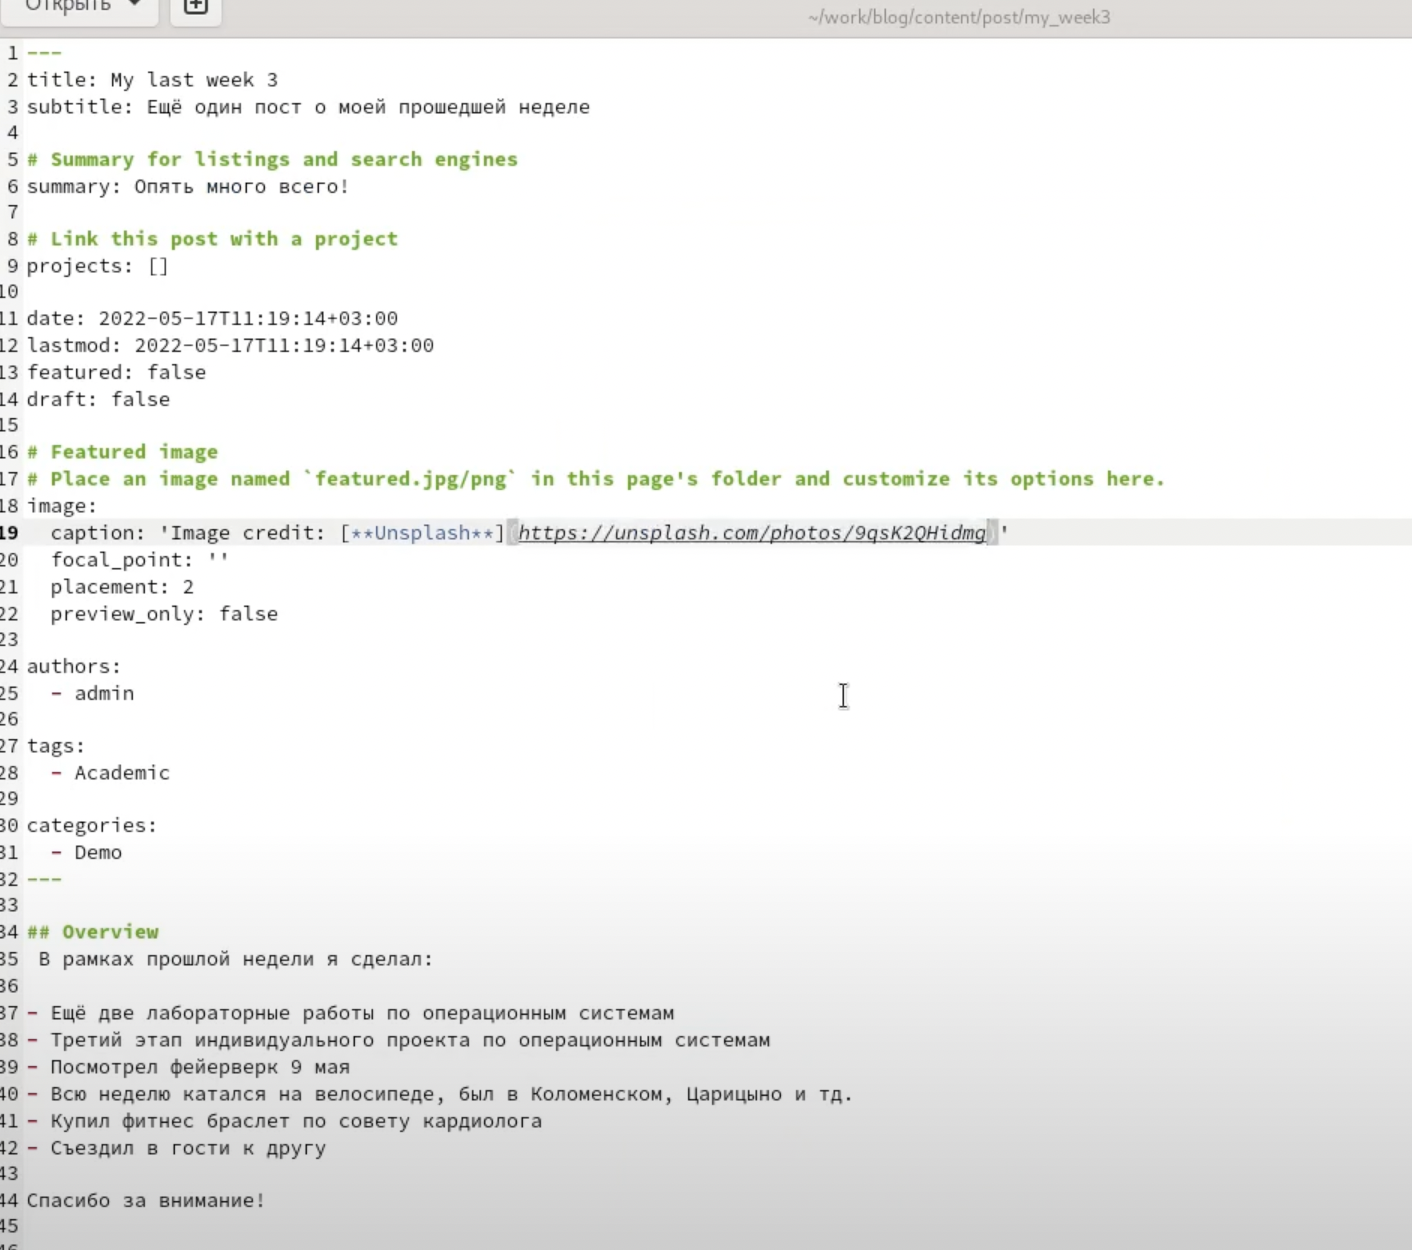 Открыть
~/work/blog/content/post/my_week3
1 ---
2 title: My last week 3
3 subtitle: Ещё один пост о моей прошедшей неделе
4
5 # Summary for listings and search engines
6 summary: Опять много всего!
7
8 # Link this post with a project
9 projects: []
10
11 date: 2022-05-17T11:19:14+03:00
12 lastmod: 2022-05-17T11:19:14+03:00
13 featured: false
14 draft: false
15
16 # Featured image
17 # Place an image named `featured.jpg/png` in this page's folder and customize its options here.
18 image:
19   caption: 'Image credit: [**Unsplash**](https://unsplash.com/photos/9qsK2QHidmg)'
20   focal_point: ''
21   placement: 2
22   preview_only: false
23
24 authors:
25   - admin
26
27 tags:
28   - Academic
29
30 categories:
31   - Demo
32 ---
33
34 ## Overview
35  В рамках прошлой недели я сделал:
36
37 - Ещё две лабораторные работы по операционным системам
38 - Третий этап индивидуального проекта по операционным системам
39 - Посмотрел фейерверк 9 мая
40 - Всю неделю катался на велосипеде, был в Коломенском, Царицыно и тд.
41 - Купил фитнес браслет по совету кардиолога
42 - Съездил в гости к другу
43
44 Спасибо за внимание!
45
46